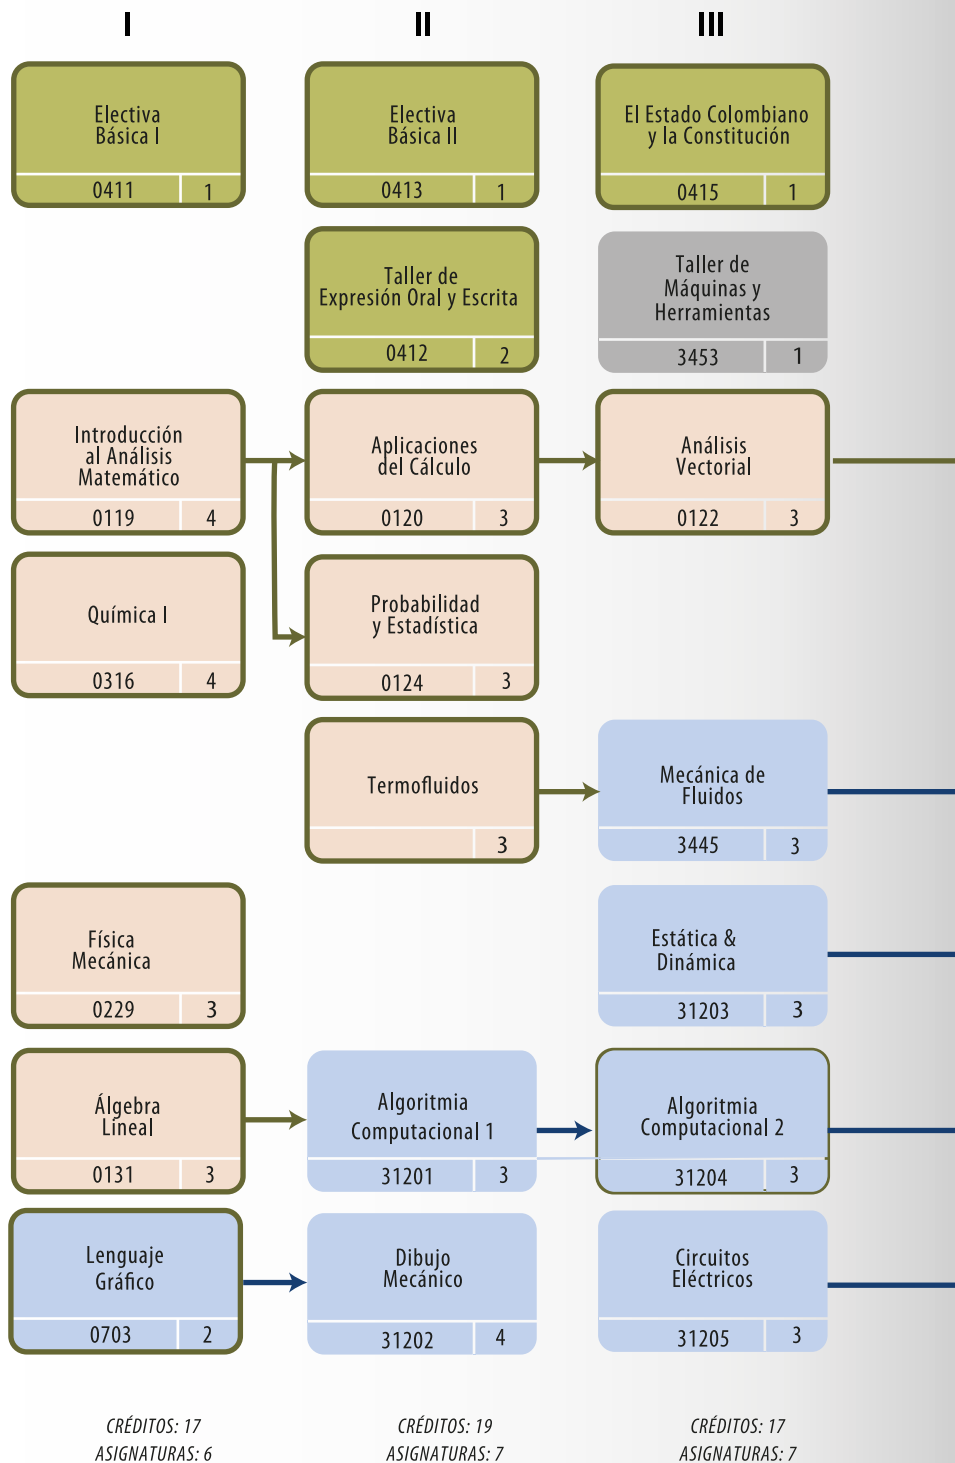 I
II
III
Electiva
Básica I
0411 1
Electiva
Básica II
0413 1
El Estado Colombiano
y la Constitución
0415 1
Taller de
Expresión Oral y Escrita
0412 2
Taller de
Máquinas y
Herramientas
3453 1
Introducción
al Análisis
Matemático
0119 4
Aplicaciones
del Cálculo
0120 3
Análisis
Vectorial
0122 3
Química I
0316 4
Probabilidad
y Estadística
0124 3
Termofluidos
3
Mecánica de
Fluidos
3445 3
Física
Mecánica
0229 3
Estática &
Dinámica
31203 3
Álgebra
Lineal
0131 3
Algoritmia
Computacional 1
31201 3
Algoritmia
Computacional 2
31204 3
Lenguaje
Gráfico
0703 2
Dibujo
Mecánico
31202 4
Circuitos
Eléctricos
31205 3
CRÉDITOS: 17
ASIGNATURAS: 6
CRÉDITOS: 19
ASIGNATURAS: 7
CRÉDITOS: 17
ASIGNATURAS: 7